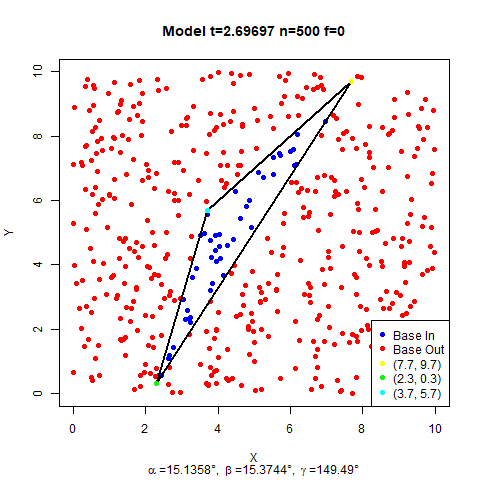 Model t=2.69697 n=500 f=0
10
8
6
4
2
0
Y
Base In
Base Out
(7.7, 9.7)
(2.3, 0.3)
(3.7, 5.7)
0 2 4 6 8 10
X
α =15.1358°, β =15.3744°, γ =149.49°